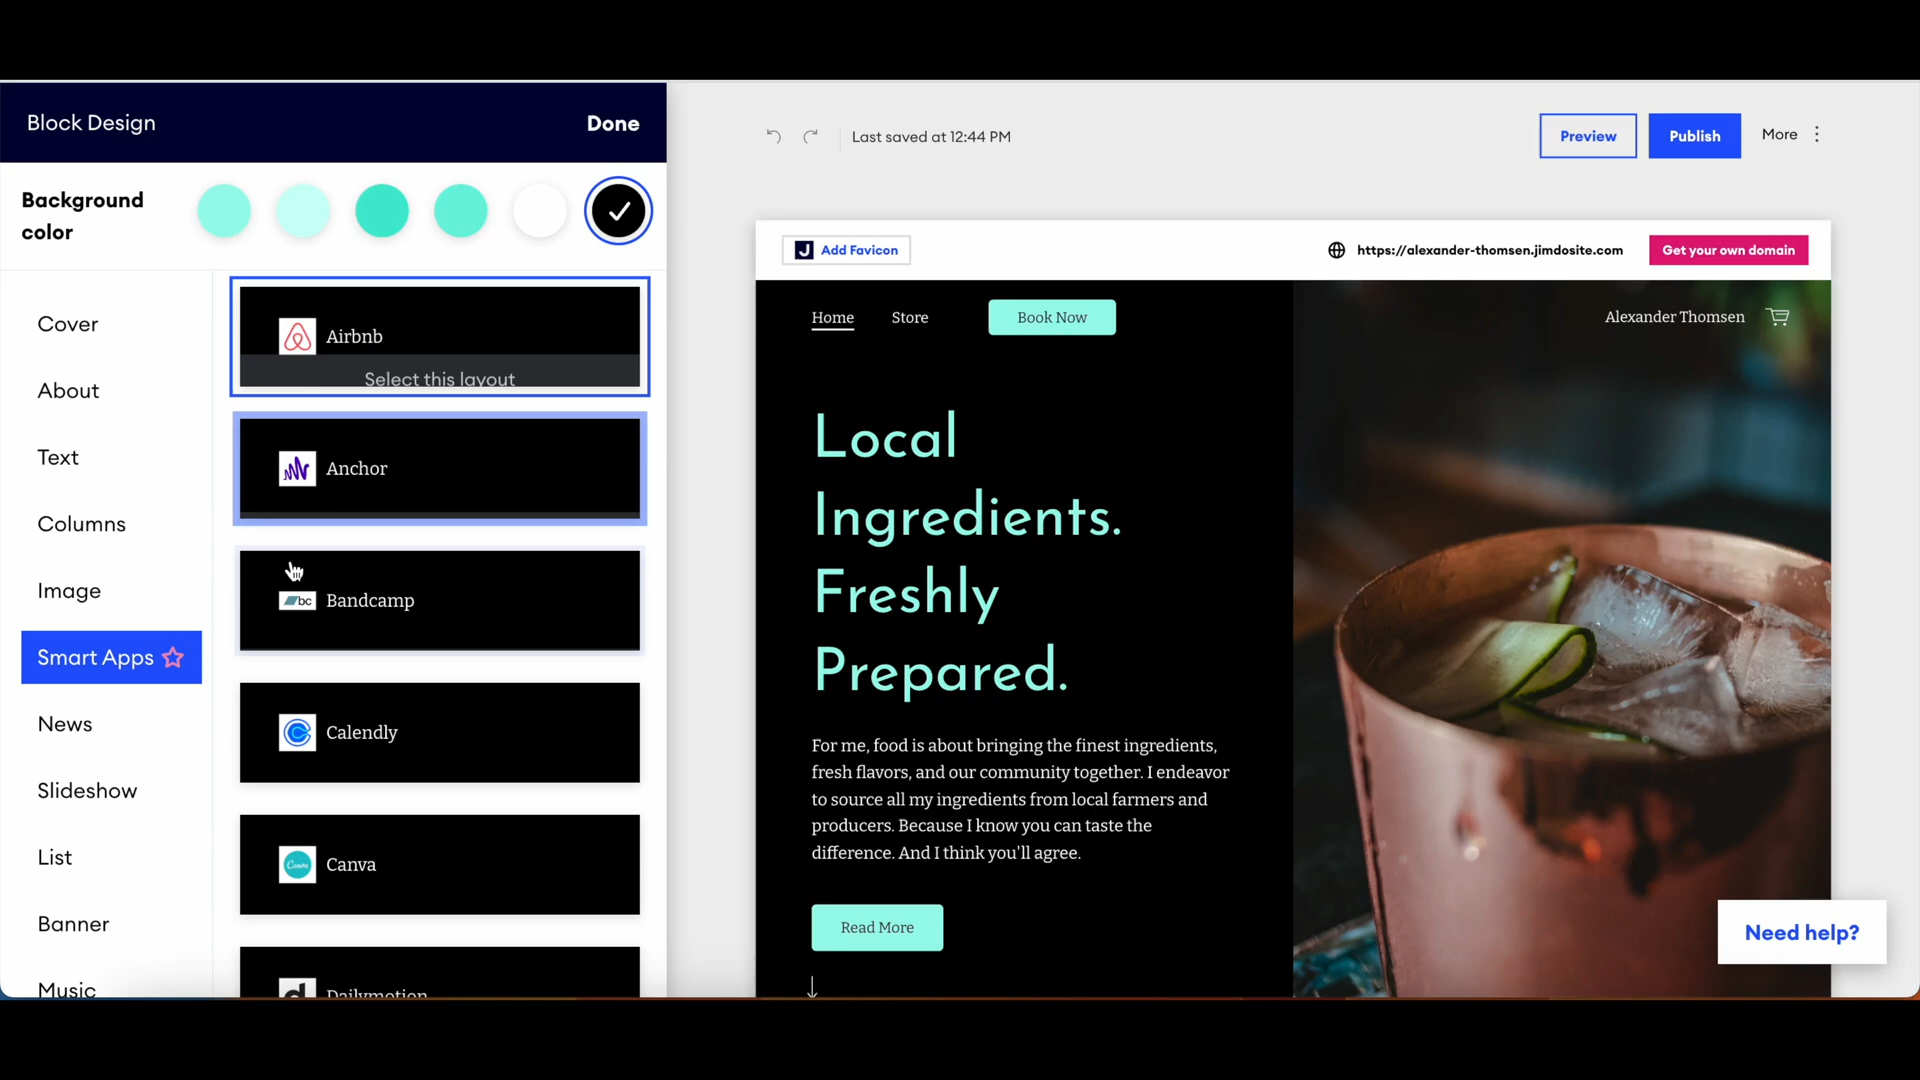 Block Design
Done
Last saved at 12:44 PM
Preview
Publish
More
Background
color
Cover
About
Text
Columns
Image
Smart Apps
News
Slideshow
List
Banner
Music
Airbnb
Select this layout
Anchor
bc
Bandcamp
Calendly
Canva
Canva
Dailymotion
J
Add Favicon
https://alexander-thomsen.jimdosite.com
Get your own domain
Home
Store
Book Now
Alexander Thomsen
Local
Ingredients.
Freshly
Prepared.
For me, food is about bringing the finest ingredients,
fresh flavors, and our community together. I endeavor
to source all my ingredients from local farmers and
producers. Because I know you can taste the
difference. And I think you'll agree.
Read More
Need help?